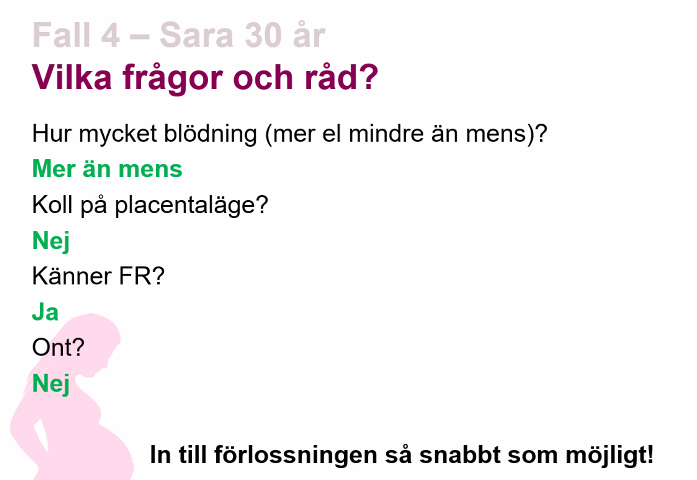 Fall 4 – Sara 30 år
Vilka frågor och råd?
Hur mycket blödning (mer el mindre än mens)?
Mer än mens
Koll på placentaläge?
Nej
Känner FR?
Ja
Ont?
Nej
In till förlossningen så snabbt som möjligt!